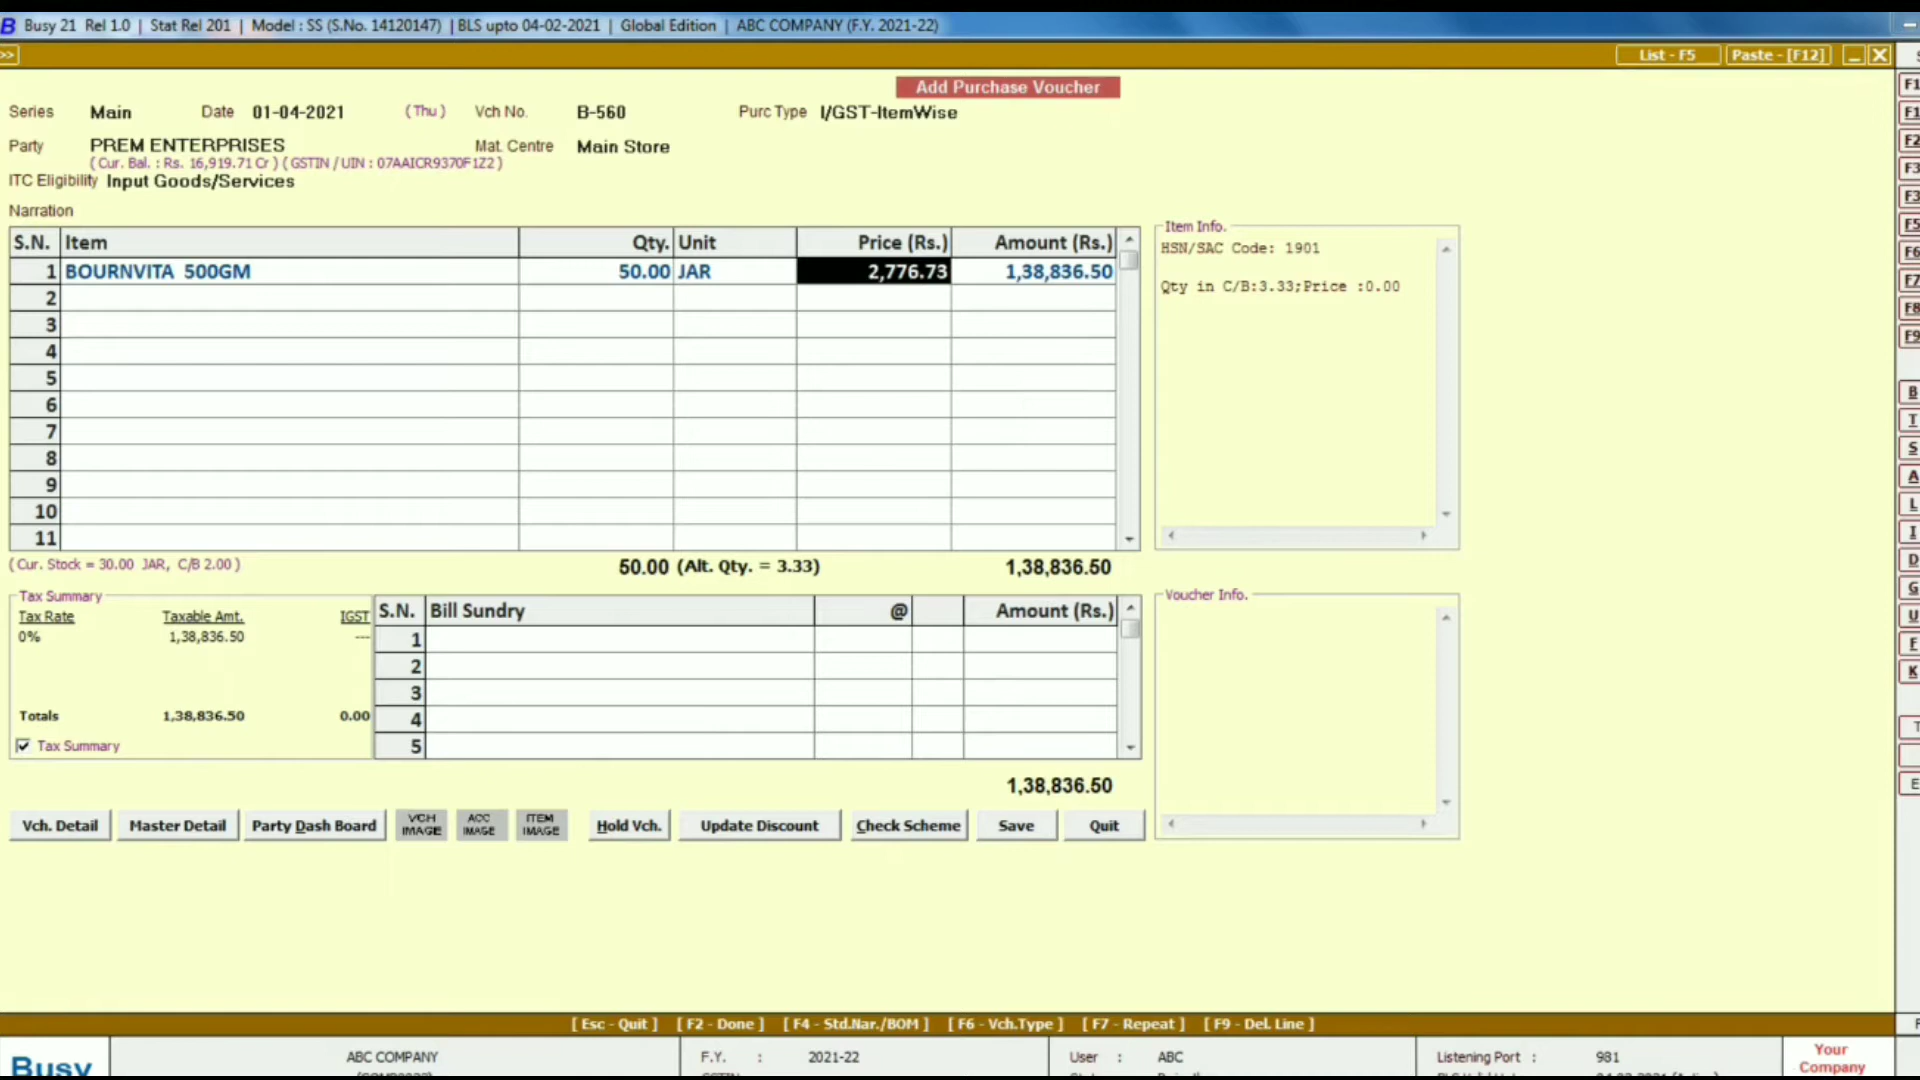 Busy 21 Rel 1.0 | Stat Rel 201 | Model : SS (S.No. 14120147) | BLS upto 04-02-2021 | Global Edition | ABC COMPANY (F.Y. 2021-22)
>> List - F5 Paste - [F12]
Add Purchase Voucher
Series Main Date 01-04-2021 (Thu) Vch No. B-560 Purc Type I/GST-ItemWise
Party PREM ENTERPRISES Mat. Centre Main Store
( Cur. Bal. : Rs. 16,919.71 Cr ) ( GSTIN / UIN : 07AAICR9370F1Z2 )
ITC Eligibility Input Goods/Services
Narration
S.N. Item Qty. Unit Price (Rs.) Amount (Rs.)
1 BOURNVITA 500GM 50.00 JAR 2,776.73 1,38,836.50
2
3
4
5
6
7
8
9
10
11
Item Info.
HSN/SAC Code: 1901
Qty in C/B:3.33;Price :0.00
( Cur. Stock = 30.00 JAR, C/B 2.00 ) 50.00 (Alt. Qty. = 3.33) 1,38,836.50
Tax Summary
Tax Rate Taxable Amt. IGST
0% 1,38,836.50 ---
Totals 1,38,836.50 0.00
Tax Summary
S.N. Bill Sundry @ Amount (Rs.)
1
2
3
4
5
1,38,836.50
Voucher Info.
Vch. Detail Master Detail Party Dash Board VCH IMAGE ACC IMAGE ITEM IMAGE Hold Vch. Update Discount Check Scheme Save Quit
[ Esc - Quit ] [ F2 - Done ] [ F4 - Std.Nar./BOM ] [ F6 - Vch.Type ] [ F7 - Repeat ] [ F9 - Del. Line ]
Busy ABC COMPANY F.Y. : 2021-22 User : ABC Listening Port : 981 Your Company
F2
F3
F3
F5
F6
F7
F8
F9
B
T
S
A
L
I
D
G
U
F
K